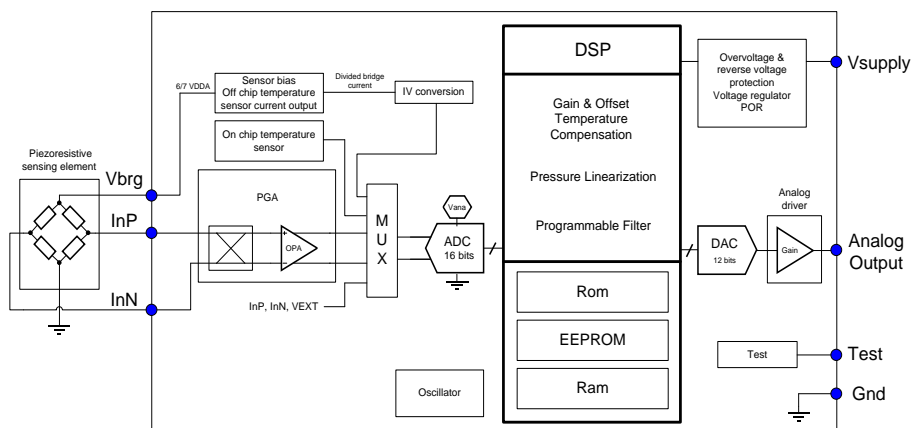 Piezoresistive
sensing element
Vbrg
InP
InN
6/7 VDDA
Sensor bias
Off chip temperature
sensor current output
Divided bridge
current
IV conversion
On chip temperature
sensor
PGA
+
OPA
−
M
U
X
InP, InN, VEXT
Vana
ADC
16 bits
Oscillator
DSP
Gain & Offset
Temperature
Compensation
Pressure Linearization
Programmable Filter
Rom
EEPROM
Ram
Overvoltage &
reverse voltage
protection
Voltage regulator
POR
Vsupply
DAC
12 bits
Analog
driver
Gain
Analog
Output
Test
Test
Gnd